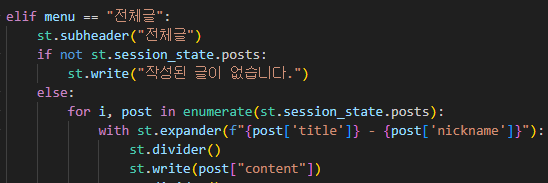 elif menu == "전체글":
st.subheader("전체글")
if not st.session_state.posts:
st.write("작성된 글이 없습니다.")
else:
for i, post in enumerate(st.session_state.posts):
with st.expander(f"{post['title']} - {post['nickname']}"):
st.divider()
st.write(post["content"])